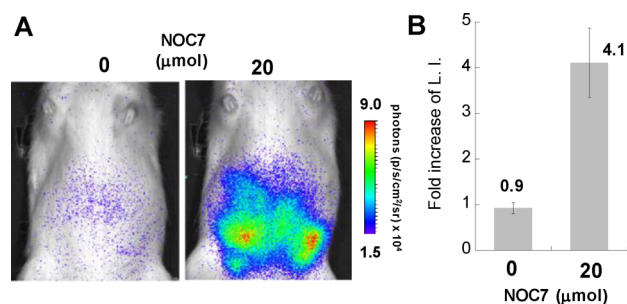 A
NOC7
(μmol)
0
20
9.0
photons (p/s/cm²/sr) x 10⁴
1.5
B
Fold increase of L. I.
5
4
3
2
1
0
0.9
4.1
0
20
NOC7 (μmol)